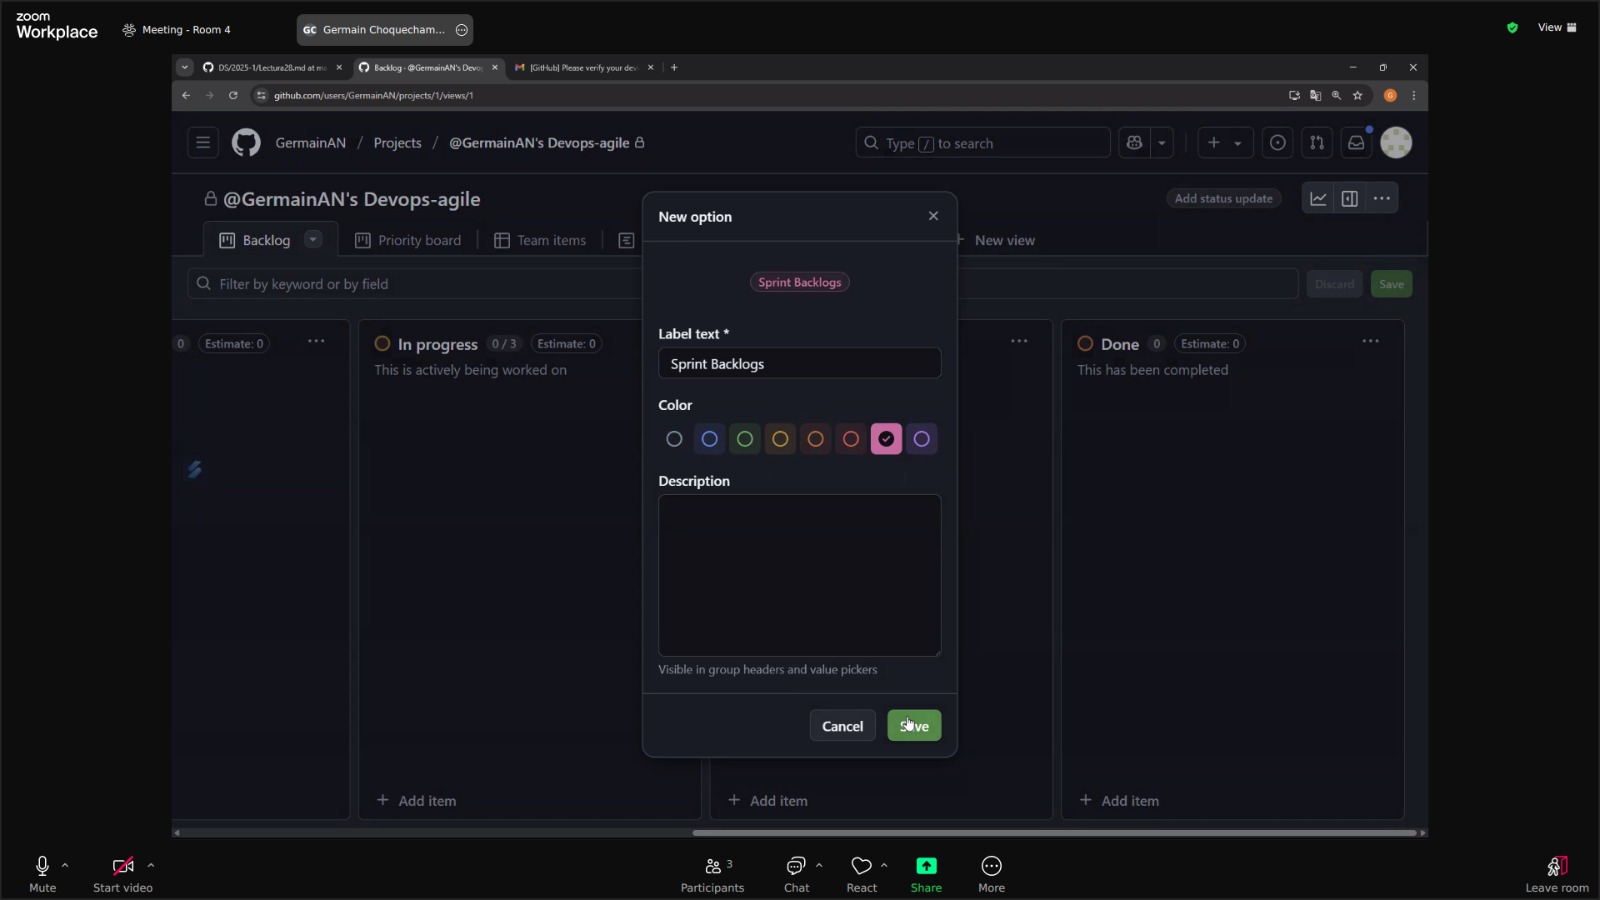 zoom
Workplace
Meeting - Room 4
GC Germain Choquecham...
View
DS/2025-1/Lectura28.md at ma
Backlog - @GermainAN's Devo
[GitHub] Please verify your dev
github.com/users/GermainAN/projects/1/views/1
GermainAN / Projects / @GermainAN's Devops-agile
Type / to search
@GermainAN's Devops-agile
Add status update
Backlog
Priority board
Team items
New view
Filter by keyword or by field
Discard
Save
0 Estimate: 0
In progress 0 / 3 Estimate: 0
This is actively being worked on
Done 0 Estimate: 0
This has been completed
New option
Sprint Backlogs
Label text *
Sprint Backlogs
Color
Description
Visible in group headers and value pickers
Cancel
Save
+ Add item
+ Add item
+ Add item
Mute
Start video
Participants
3
Chat
React
Share
More
Leave room